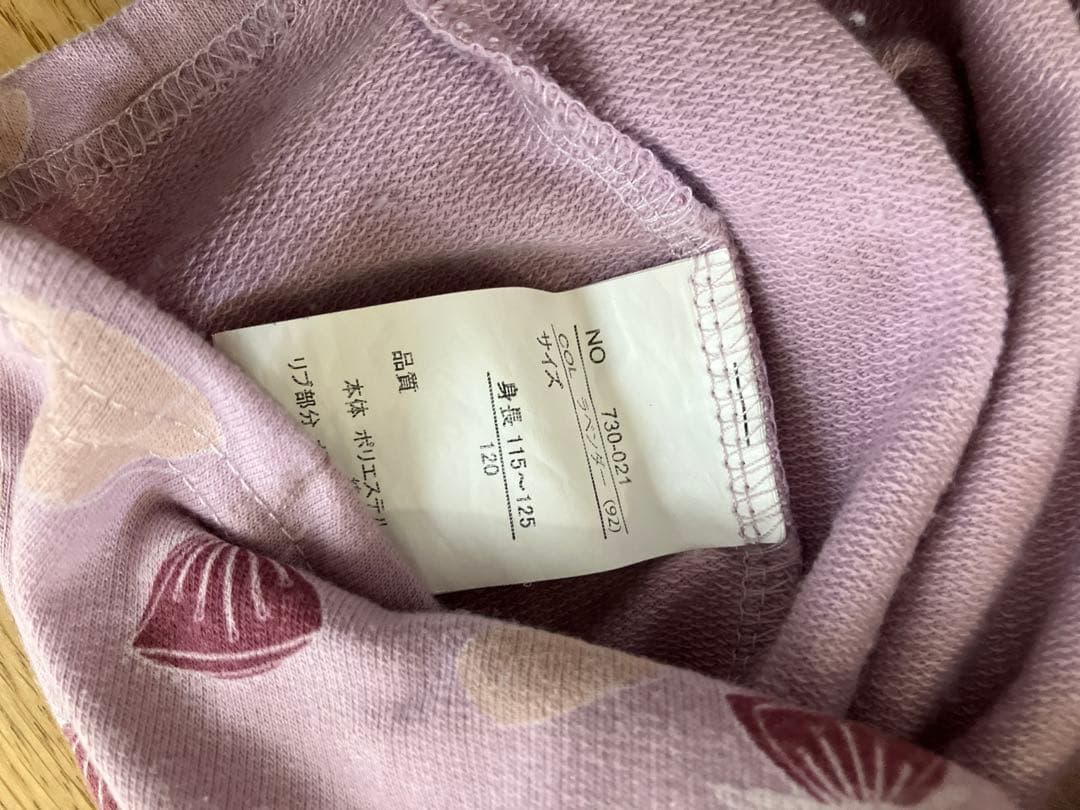 NO 730-021
COL ラベンダー (92)
サイズ
身長 115～125
120
品質
本体 ポリエステル
リブ部分